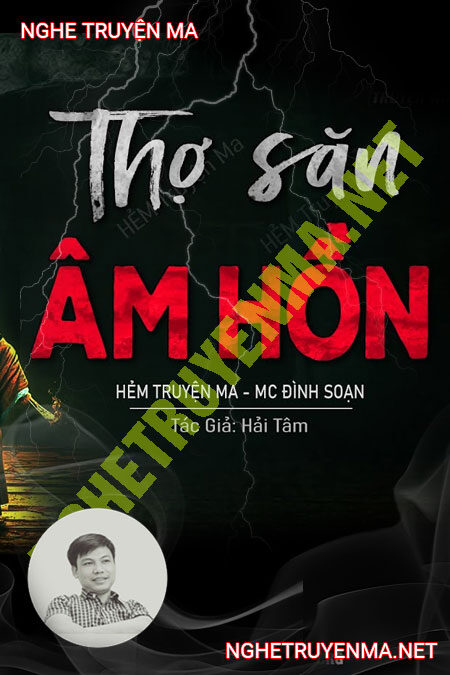 NGHE TRUYỆN MA
Thợ săn
ÂM HỒN
HẺM TRUYỆN MA - MC ĐÌNH SOẠN
Tác Giả: Hải Tâm
NGHETRUYENMA.NET
NGHETRUYENMA.NET